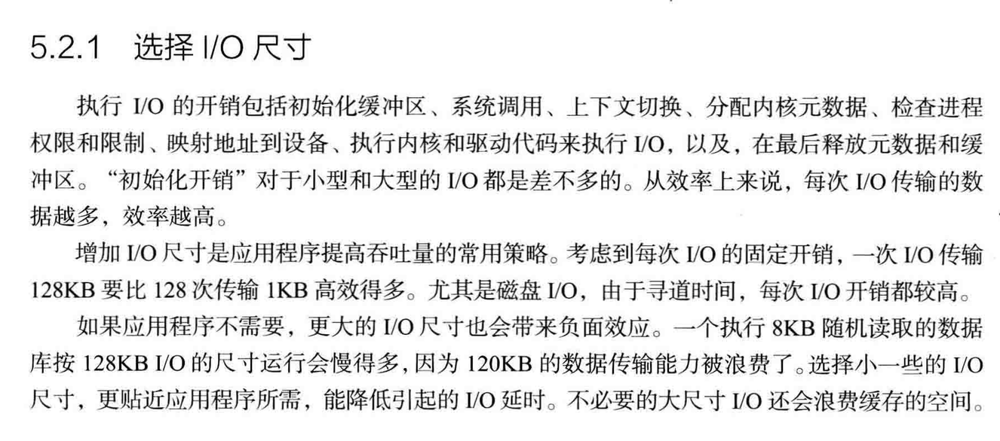 5.2.1 选择 I/O 尺寸
执行 I/O 的开销包括初始化缓冲区、系统调用、上下文切换、分配内核元数据、检查进程
权限和限制、映射地址到设备、执行内核和驱动代码来执行 I/O，以及，在最后释放元数据和缓
冲区。“初始化开销”对于小型和大型的 I/O 都是差不多的。从效率上来说，每次 I/O 传输的数
据越多，效率越高。
增加 I/O 尺寸是应用程序提高吞吐量的常用策略。考虑到每次 I/O 的固定开销，一次 I/O 传输
128KB 要比 128 次传输 1KB 高效得多。尤其是磁盘 I/O，由于寻道时间，每次 I/O 开销都较高。
如果应用程序不需要，更大的 I/O 尺寸也会带来负面效应。一个执行 8KB 随机读取的数据
库按 128KB I/O 的尺寸运行会慢得多，因为 120KB 的数据传输能力被浪费了。选择小一些的 I/O
尺寸，更贴近应用程序所需，能降低引起的 I/O 延时。不必要的大尺寸 I/O 还会浪费缓存的空间。